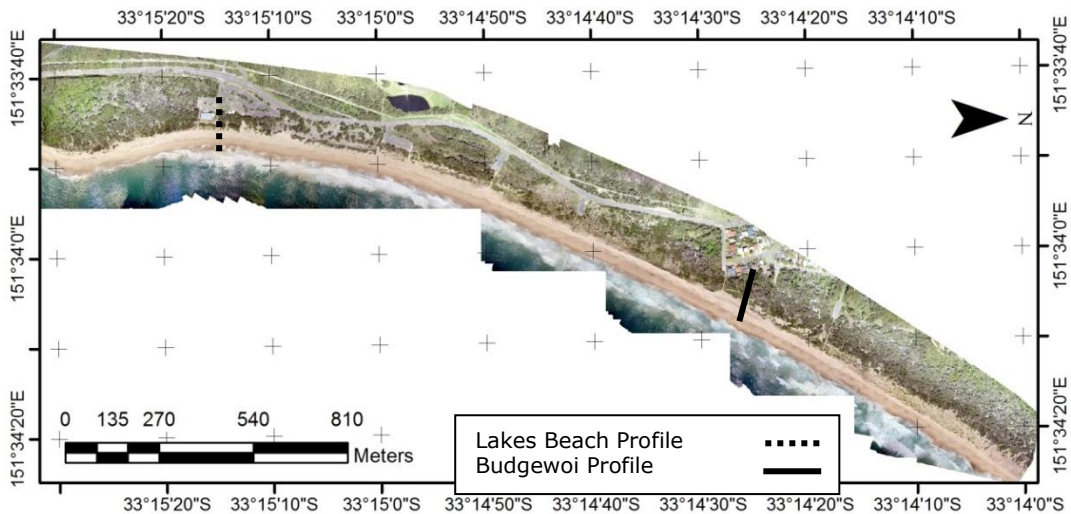 33°15'20"S 33°15'10"S 33°15'0"S 33°14'50"S 33°14'40"S 33°14'30"S 33°14'20"S 33°14'10"S
151°33'40"E
151°33'40"E
N
151°34'0"E
151°34'0"E
151°34'20"E
151°34'20"E
0 135 270 540 810
Meters
Lakes Beach Profile
Budgewoi Profile
33°15'20"S 33°15'10"S 33°15'0"S 33°14'50"S 33°14'40"S 33°14'30"S 33°14'20"S 33°14'10"S 33°14'0"S